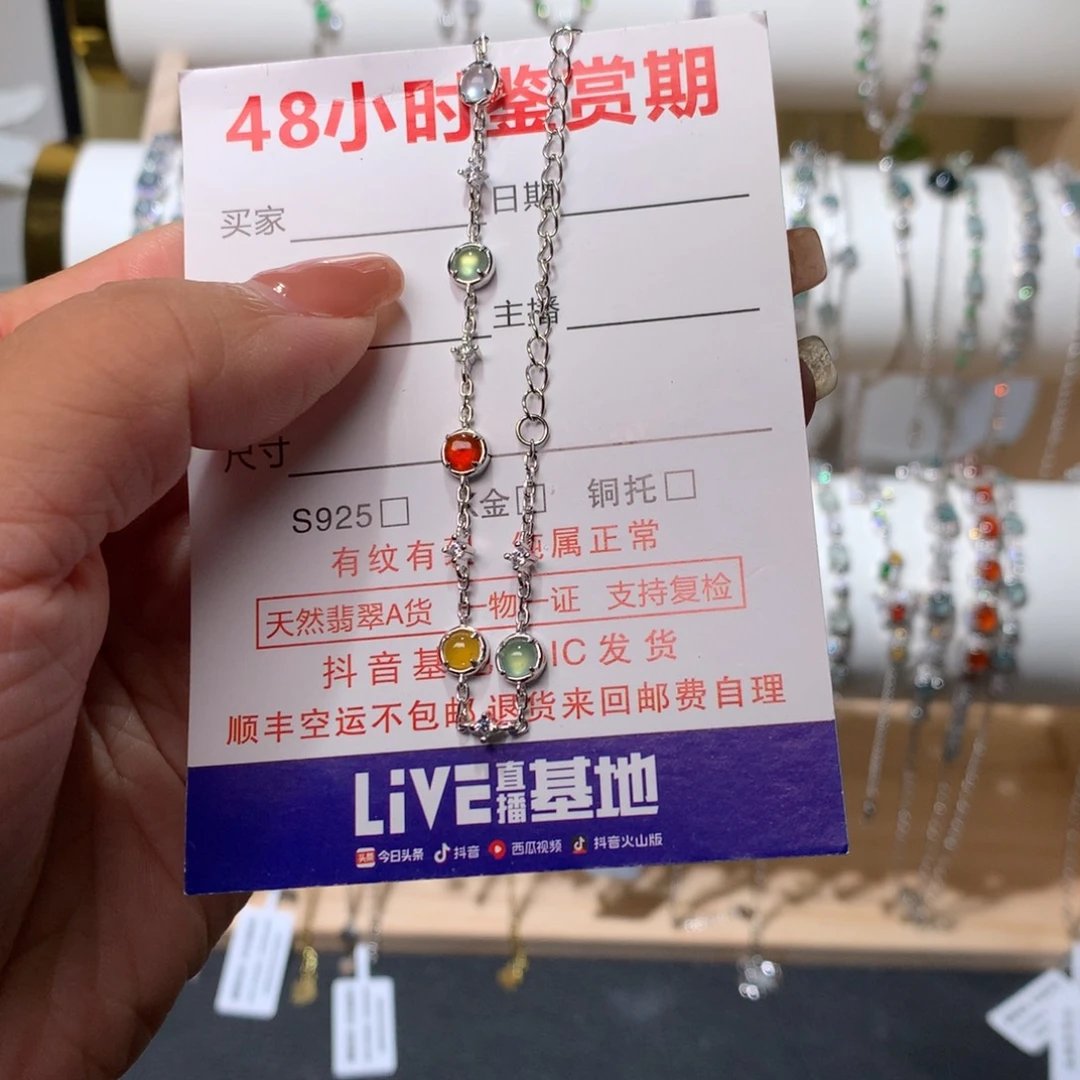 48小时鉴赏期
买家 日期
主播
尺寸
S925□ 金□ 铜托□
有纹有 属正常
天然翡翠A货 一物一证 支持复检
抖音基 IC发货
顺丰空运不包邮 退货来回邮费自理
LiVE直播基地
头条 今日头条 抖音 西瓜视频 抖音火山版